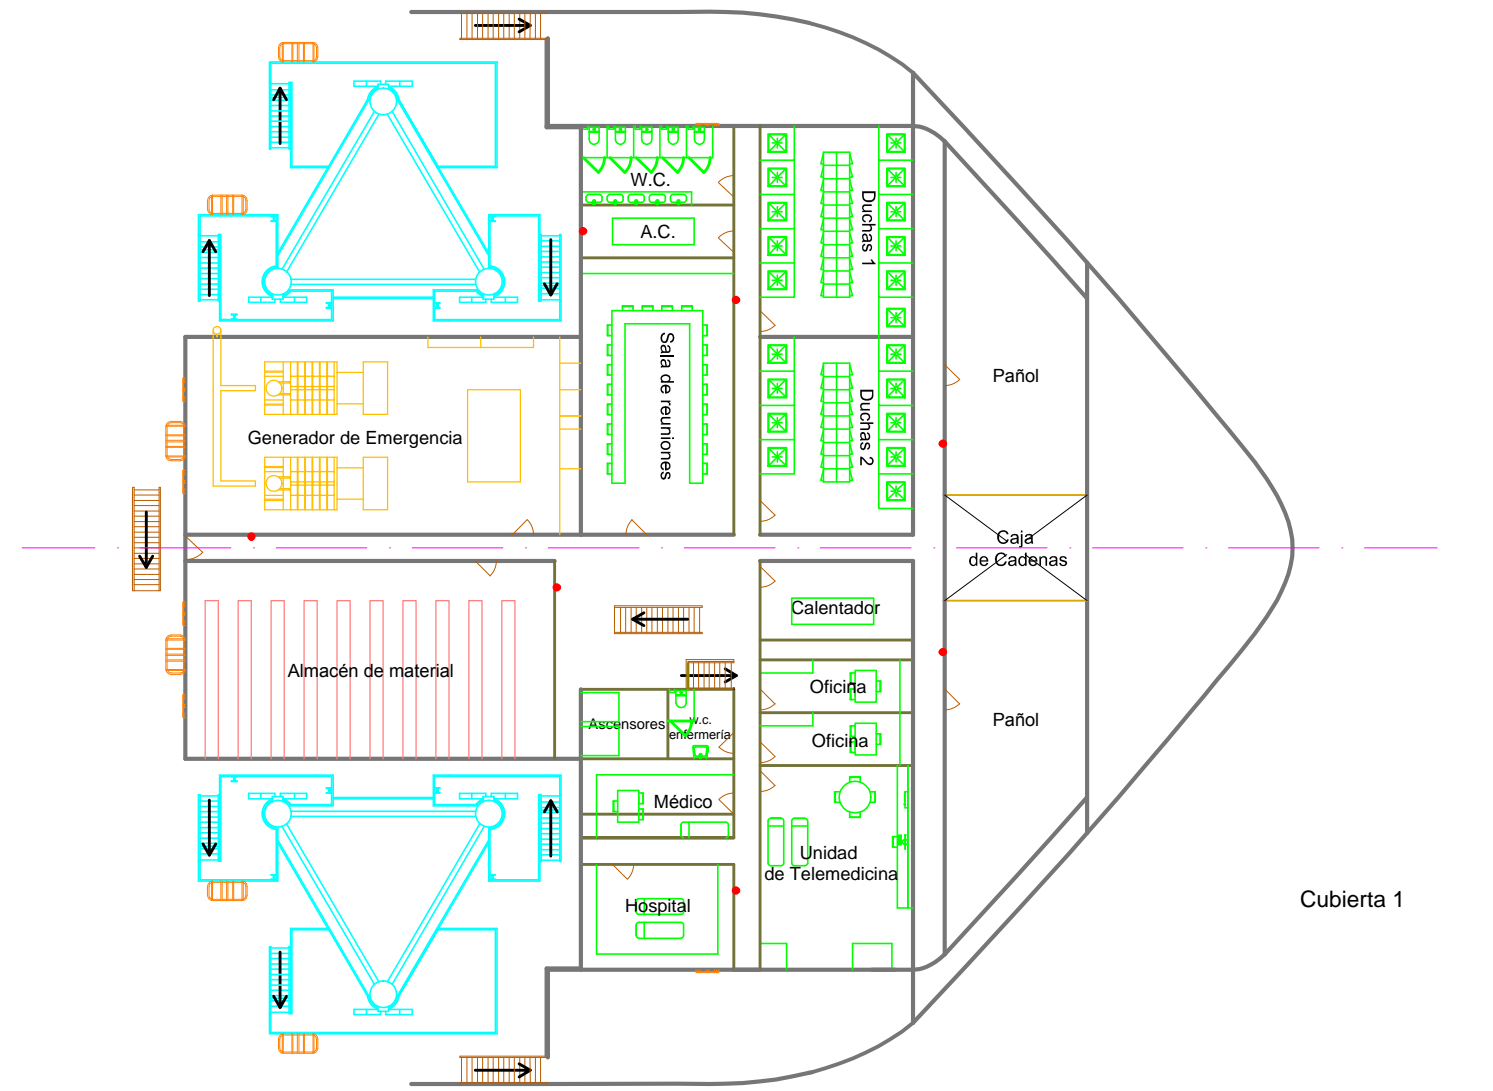 W.C.
A.C.
Duchas 1
Sala de reuniones
Pañol
Duchas 2
Generador de Emergencia
Caja
de Cadenas
Calentador
Almacén de material
Oficina
Ascensores
w.c.
enfermería
Pañol
Oficina
Médico
Unidad
de Telemedicina
Hospital
Cubierta 1